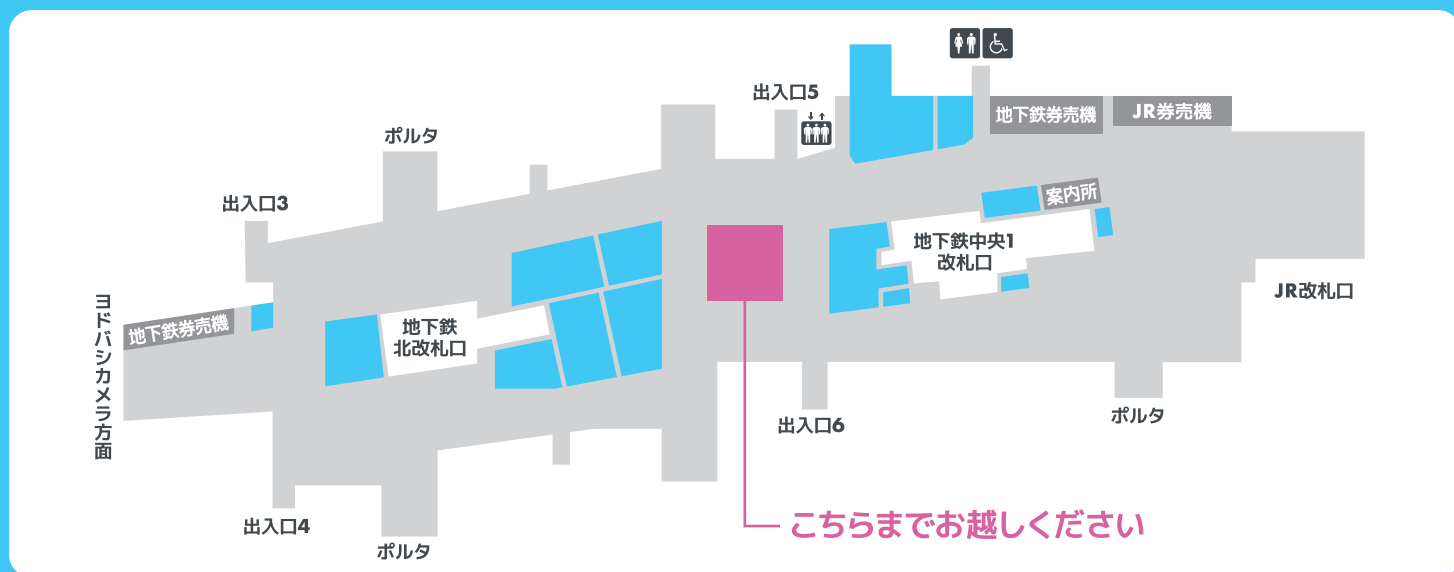 出入口5
地下鉄券売機
JR券売機
ポルタ
出入口3
案内所
地下鉄中央1
改札口
ヨドバシカメラ方面
地下鉄券売機
地下鉄
北改札口
JR改札口
ポルタ
出入口6
出入口4
ポルタ
こちらまでお越しください